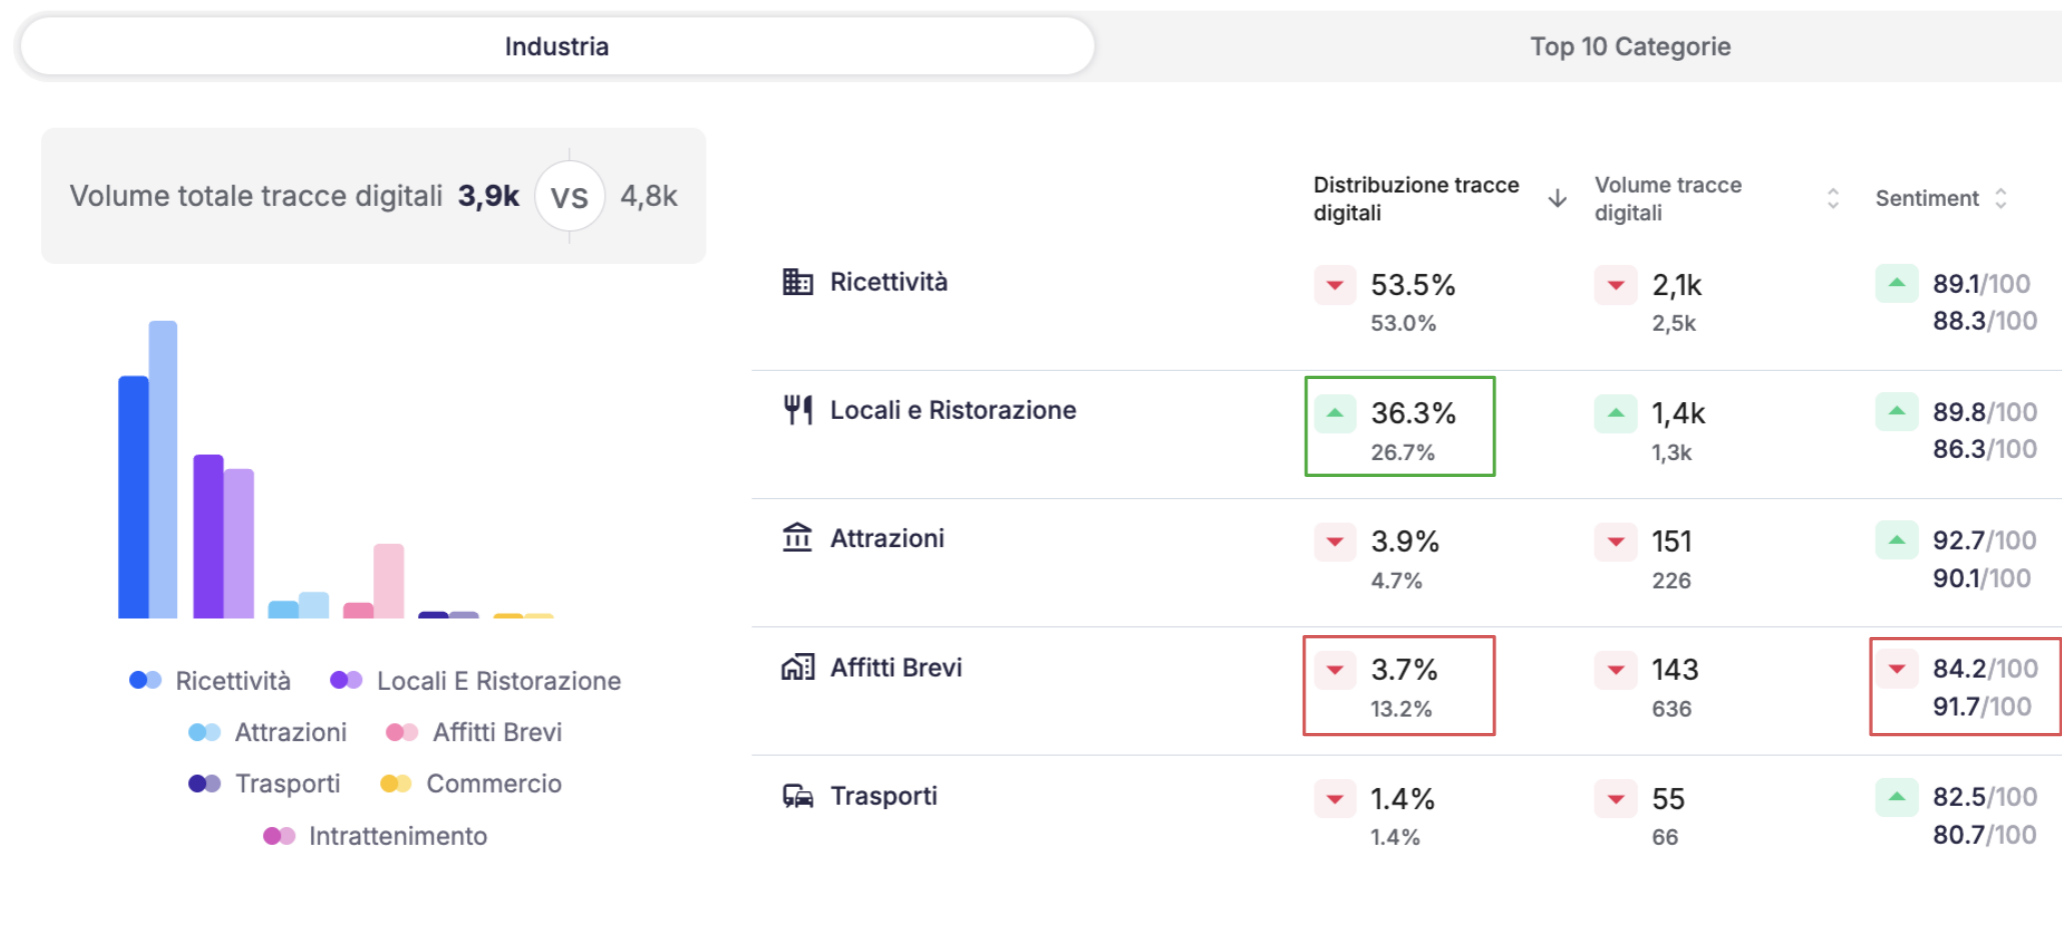 Industria
Top 10 Categorie
Volume totale tracce digitali 3,9k VS 4,8k
Ricettività
Locali E Ristorazione
Attrazioni
Affitti Brevi
Trasporti
Commercio
Intrattenimento
Distribuzione tracce
digitali
Volume tracce
digitali
Sentiment
Ricettività 53.5% 2,1k 89.1/100
53.0% 2,5k 88.3/100
Locali e Ristorazione 36.3% 1,4k 89.8/100
26.7% 1,3k 86.3/100
Attrazioni 3.9% 151 92.7/100
4.7% 226 90.1/100
Affitti Brevi 3.7% 143 84.2/100
13.2% 636 91.7/100
Trasporti 1.4% 55 82.5/100
1.4% 66 80.7/100